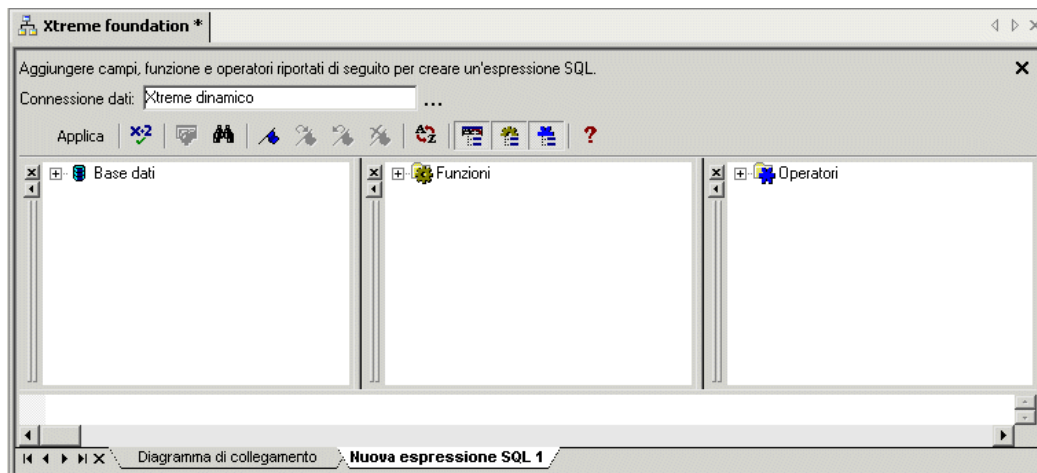 Xtreme foundation *
Aggiungere campi, funzione e operatori riportati di seguito per creare un'espressione SQL.
Connessione dati: Xtreme dinamico ...
Applica x+2 A Z ?
Base dati
Funzioni
Operatori
Diagramma di collegamento Nuova espressione SQL 1